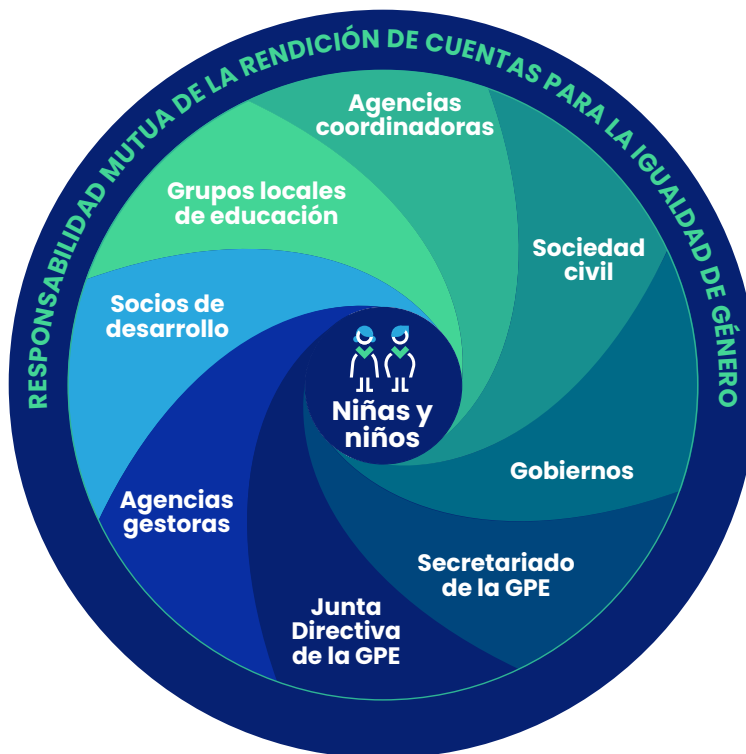 RESPONSABILIDAD MUTUA DE LA RENDICIÓN DE CUENTAS PARA LA IGUALDAD DE GÉNERO
Agencias
coordinadoras
Sociedad
civil
Gobiernos
Secretariado
de la GPE
Junta
Directiva
de la GPE
Agencias
gestoras
Socios de
desarrollo
Grupos locales
de educación
Niñas y
niños